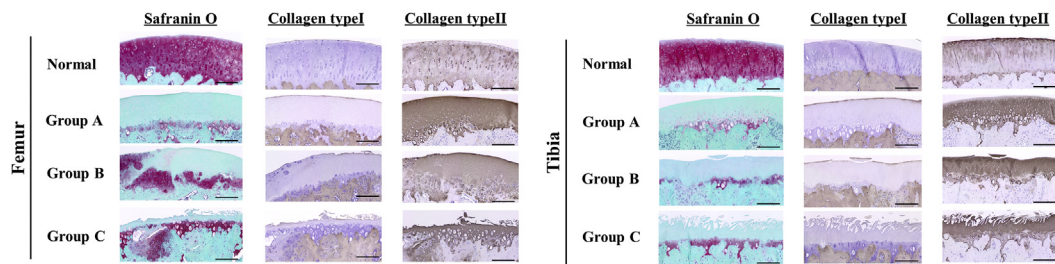 Safranin O Collagen typeI Collagen typeII
Femur
Normal
Group A
Group B
Group C
Safranin O Collagen typeI Collagen typeII
Tibia
Normal
Group A
Group B
Group C